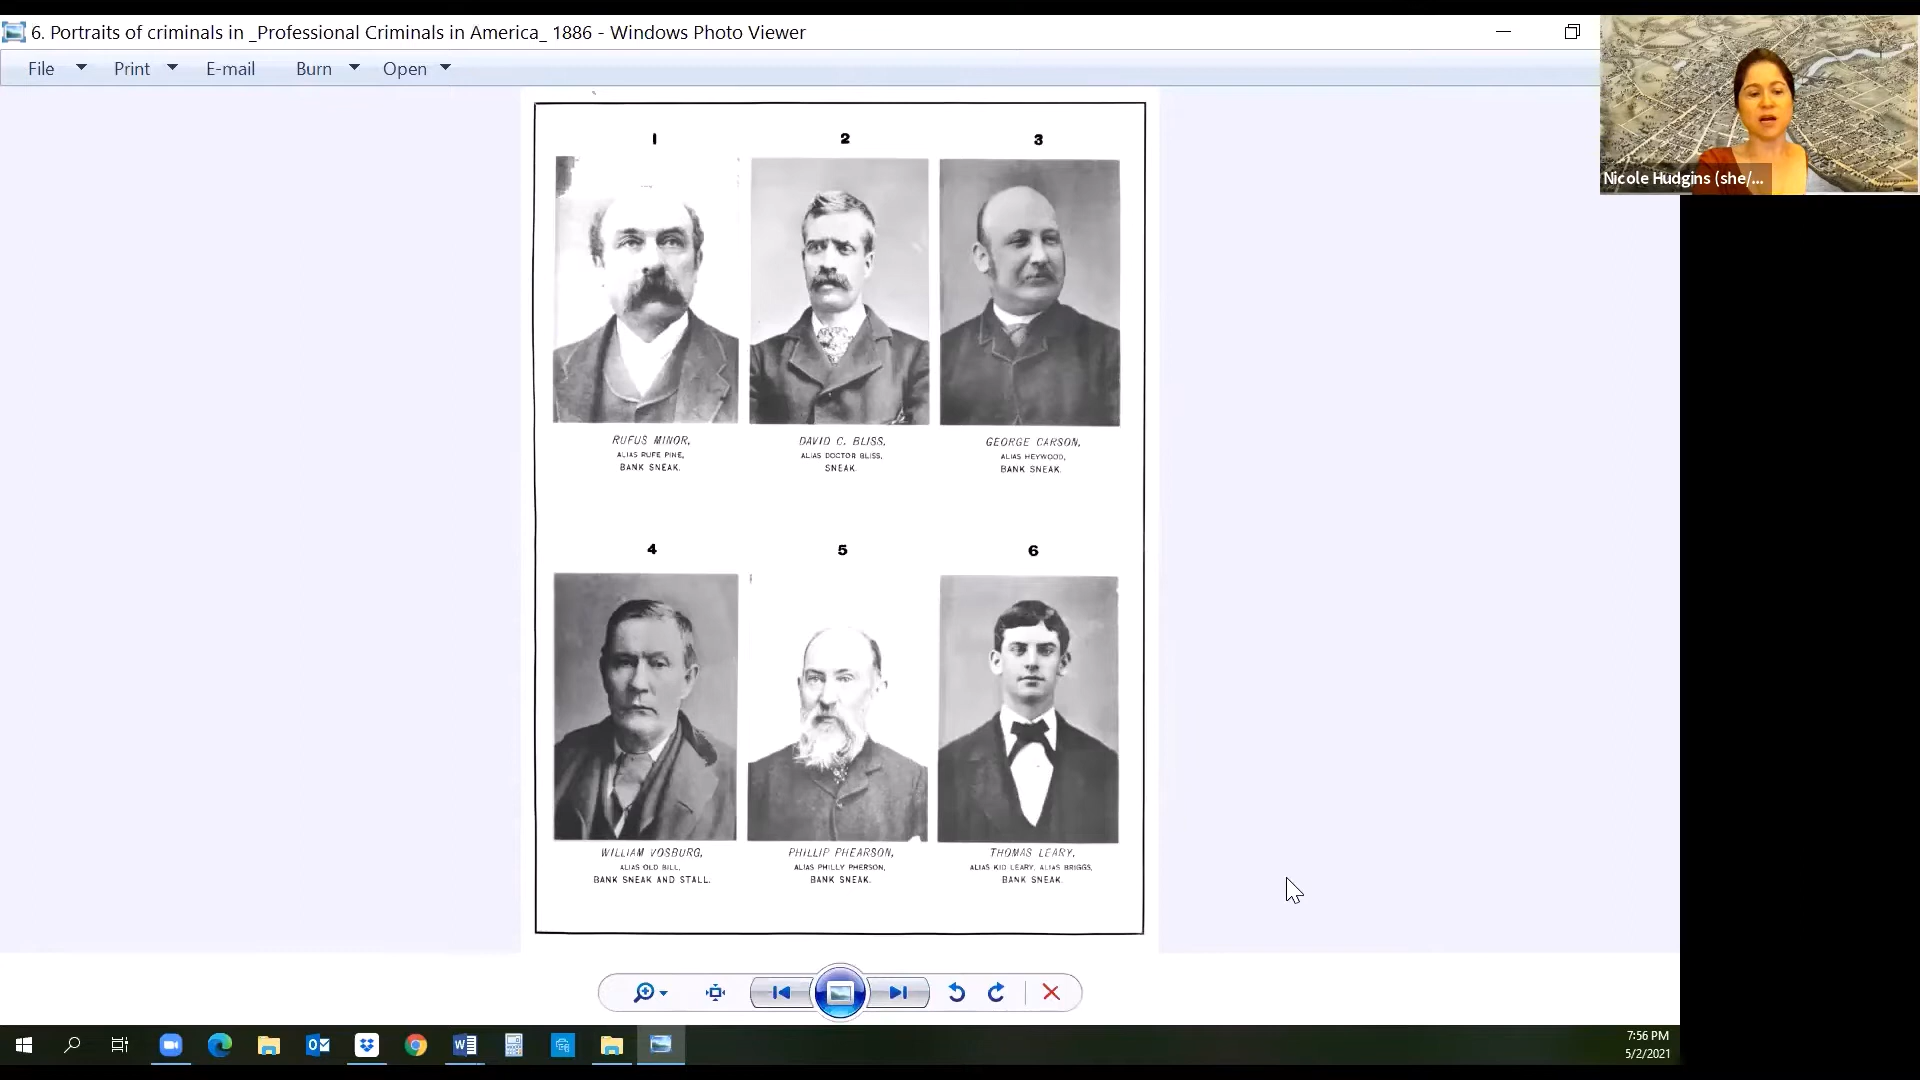 6. Portraits of criminals in _Professional Criminals in America_ 1886 - Windows Photo Viewer
File Print E-mail Burn Open
Nicole Hudgins (she/...
1 2 3
RUFUS MINOR,
ALIAS RUFE PINE,
BANK SNEAK.
DAVID C. BLISS,
ALIAS DOCTOR BLISS,
SNEAK.
GEORGE CARSON,
ALIAS HEYWOOD,
BANK SNEAK.
4 5 6
WILLIAM VOSBURG,
ALIAS OLD BILL,
BANK SNEAK AND STALL.
PHILLIP PHEARSON,
ALIAS PHILLY PHERSON,
BANK SNEAK.
THOMAS LEARY,
ALIAS KID LEARY, ALIAS BRIGGS,
BANK SNEAK.
7:56 PM
5/2/2021